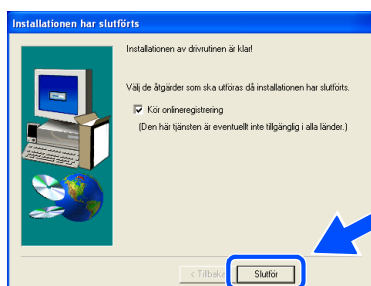 Installationen har slutförts
Installationen av drivrutinen är klar!
Välj de åtgärder som ska utföras då installationen har slutförts.
Kör onlineregistrering
(Den här tjänsten är eventuellt inte tillgänglig i alla länder.)
< Tillbaka
Slutför